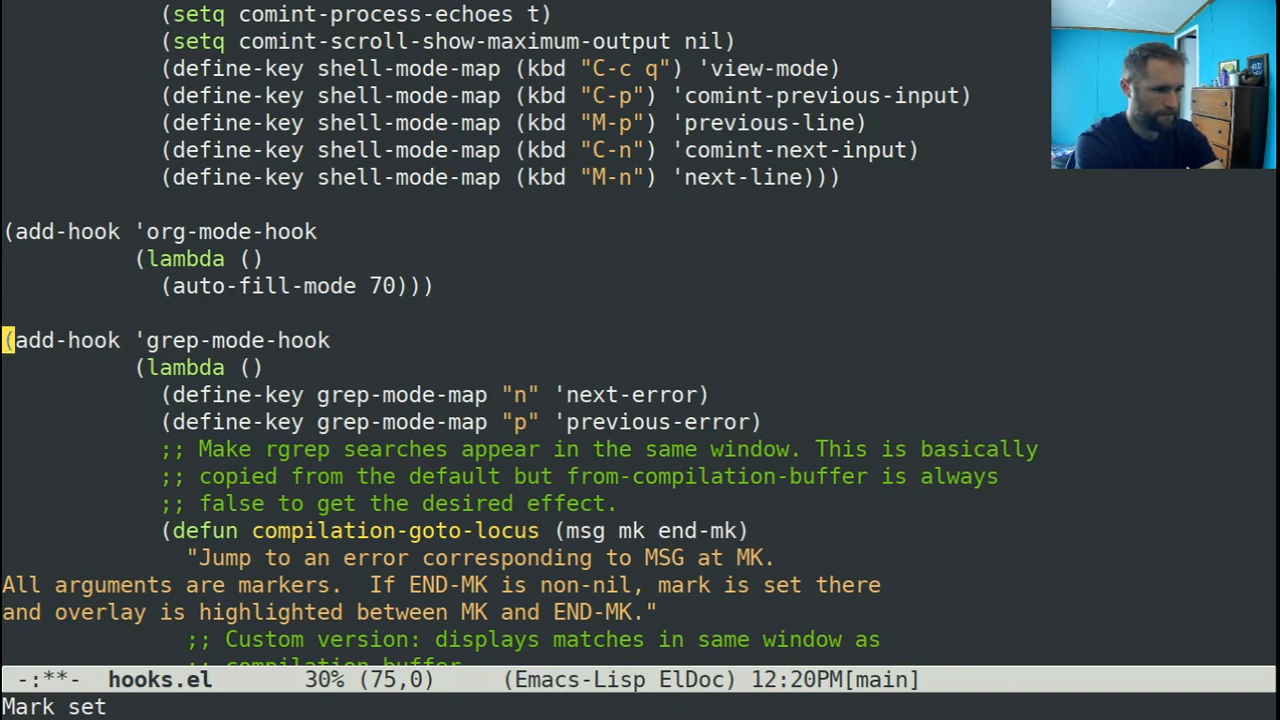 (setq comint-process-echoes t)
(setq comint-scroll-show-maximum-output nil)
(define-key shell-mode-map (kbd "C-c q") 'view-mode)
(define-key shell-mode-map (kbd "C-p") 'comint-previous-input)
(define-key shell-mode-map (kbd "M-p") 'previous-line)
(define-key shell-mode-map (kbd "C-n") 'comint-next-input)
(define-key shell-mode-map (kbd "M-n") 'next-line)))
(add-hook 'org-mode-hook
(lambda ()
(auto-fill-mode 70)))
(add-hook 'grep-mode-hook
(lambda ()
(define-key grep-mode-map "n" 'next-error)
(define-key grep-mode-map "p" 'previous-error)
;; Make rgrep searches appear in the same window. This is basically
;; copied from the default but from-compilation-buffer is always
;; false to get the desired effect.
(defun compilation-goto-locus (msg mk end-mk)
"Jump to an error corresponding to MSG at MK.
All arguments are markers.  If END-MK is non-nil, mark is set there
and overlay is highlighted between MK and END-MK."
;; Custom version: displays matches in same window as
;; compilation buffer
-:**-  hooks.el       30% (75,0)     (Emacs-Lisp ElDoc) 12:20PM[main]
Mark set